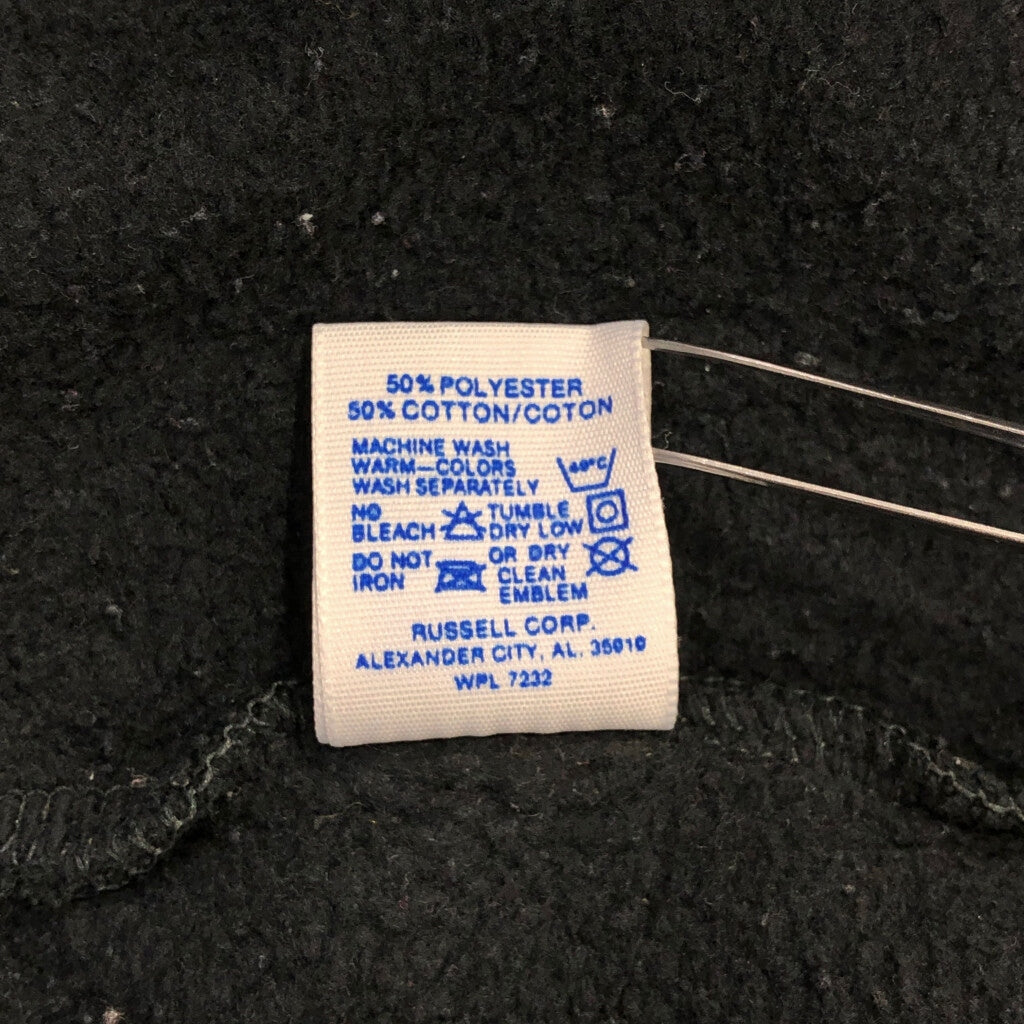 50% POLYESTER
50% COTTON/COTON
MACHINE WASH
WARM—COLORS
WASH SEPARATELY
40°C
NO
BLEACH
TUMBLE
DRY LOW
DO NOT
IRON
OR DRY
CLEAN
EMBLEM
RUSSELL CORP.
ALEXANDER CITY, AL. 35010
WPL 7232